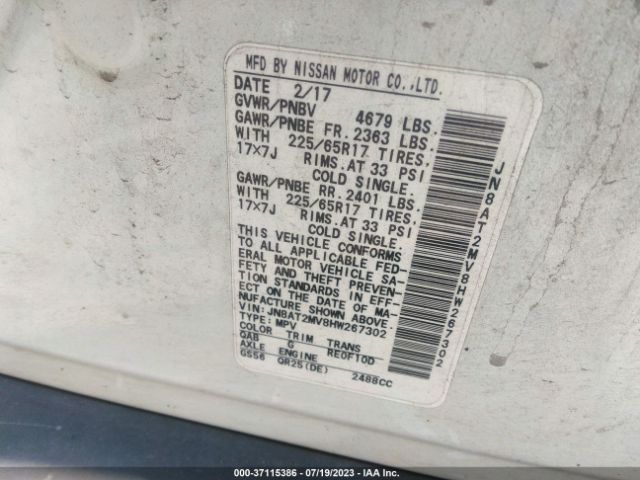 MFD BY NISSAN MOTOR CO.,LTD.
DATE 2/17
GVWR/PNBV 4679 LBS.
GAWR/PNBE FR. 2363 LBS.
WITH 225/65R17 TIRES.
17X7J RIMS.AT 33 PSI
COLD SINGLE.
GAWR/PNBE RR. 2401 LBS.
WITH 225/65R17 TIRES.
17X7J RIMS.AT 33 PSI
COLD SINGLE.
THIS VEHICLE CONFORMS
TO ALL APPLICABLE FED-
ERAL MOTOR VEHICLE SA-
FETY AND THEFT PREVEN-
TION STANDARDS IN EFF-
ECT ON THE DATE OF MA-
NUFACTURE SHOWN ABOVE.
VIN:JN8AT2MV8HW267302
TYPE: MPV
COLOR TRIM TRANS
QAB G RE0F10D
AXLE ENGINE
GS56 QR25(DE) 2488CC
JN8AT2MV8HW267302
000-37115386 - 07/19/2023 - IAA Inc.